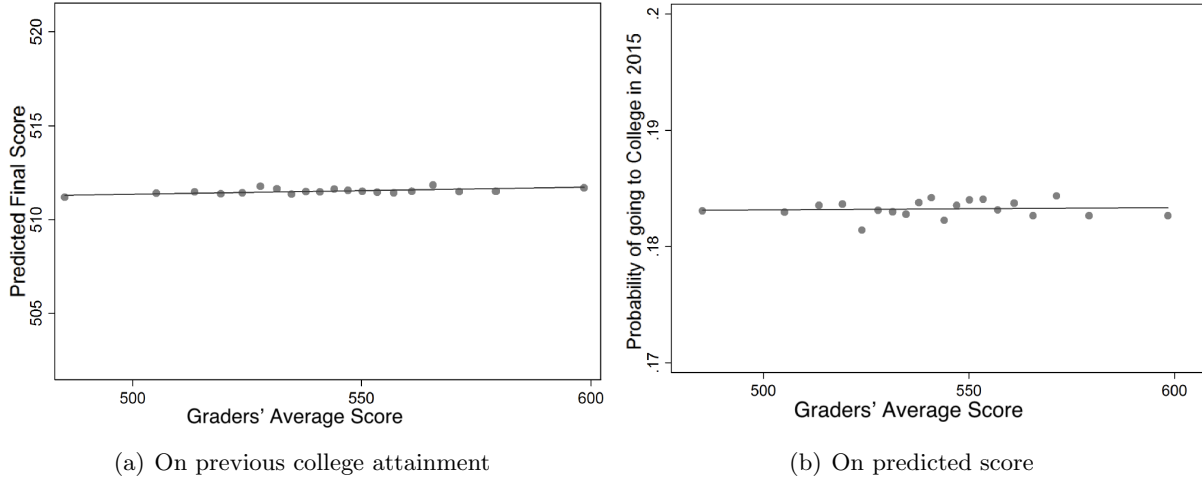 Predicted Final Score
520
515
510
505
500
550
600
Graders' Average Score
(a) On previous college attainment
Probability of going to College in 2015
.2
.19
.18
.17
500
550
600
Graders' Average Score
(b) On predicted score